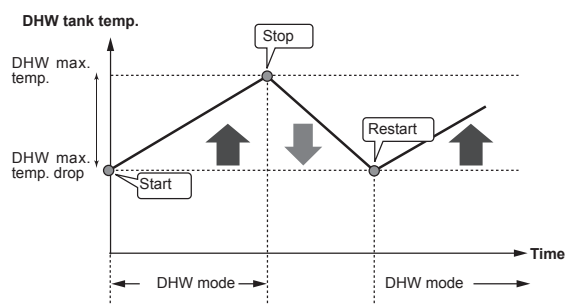 DHW tank temp.
Stop
DHW max.
temp.
Restart
DHW max.
temp. drop
Start
Time
DHW mode
DHW mode